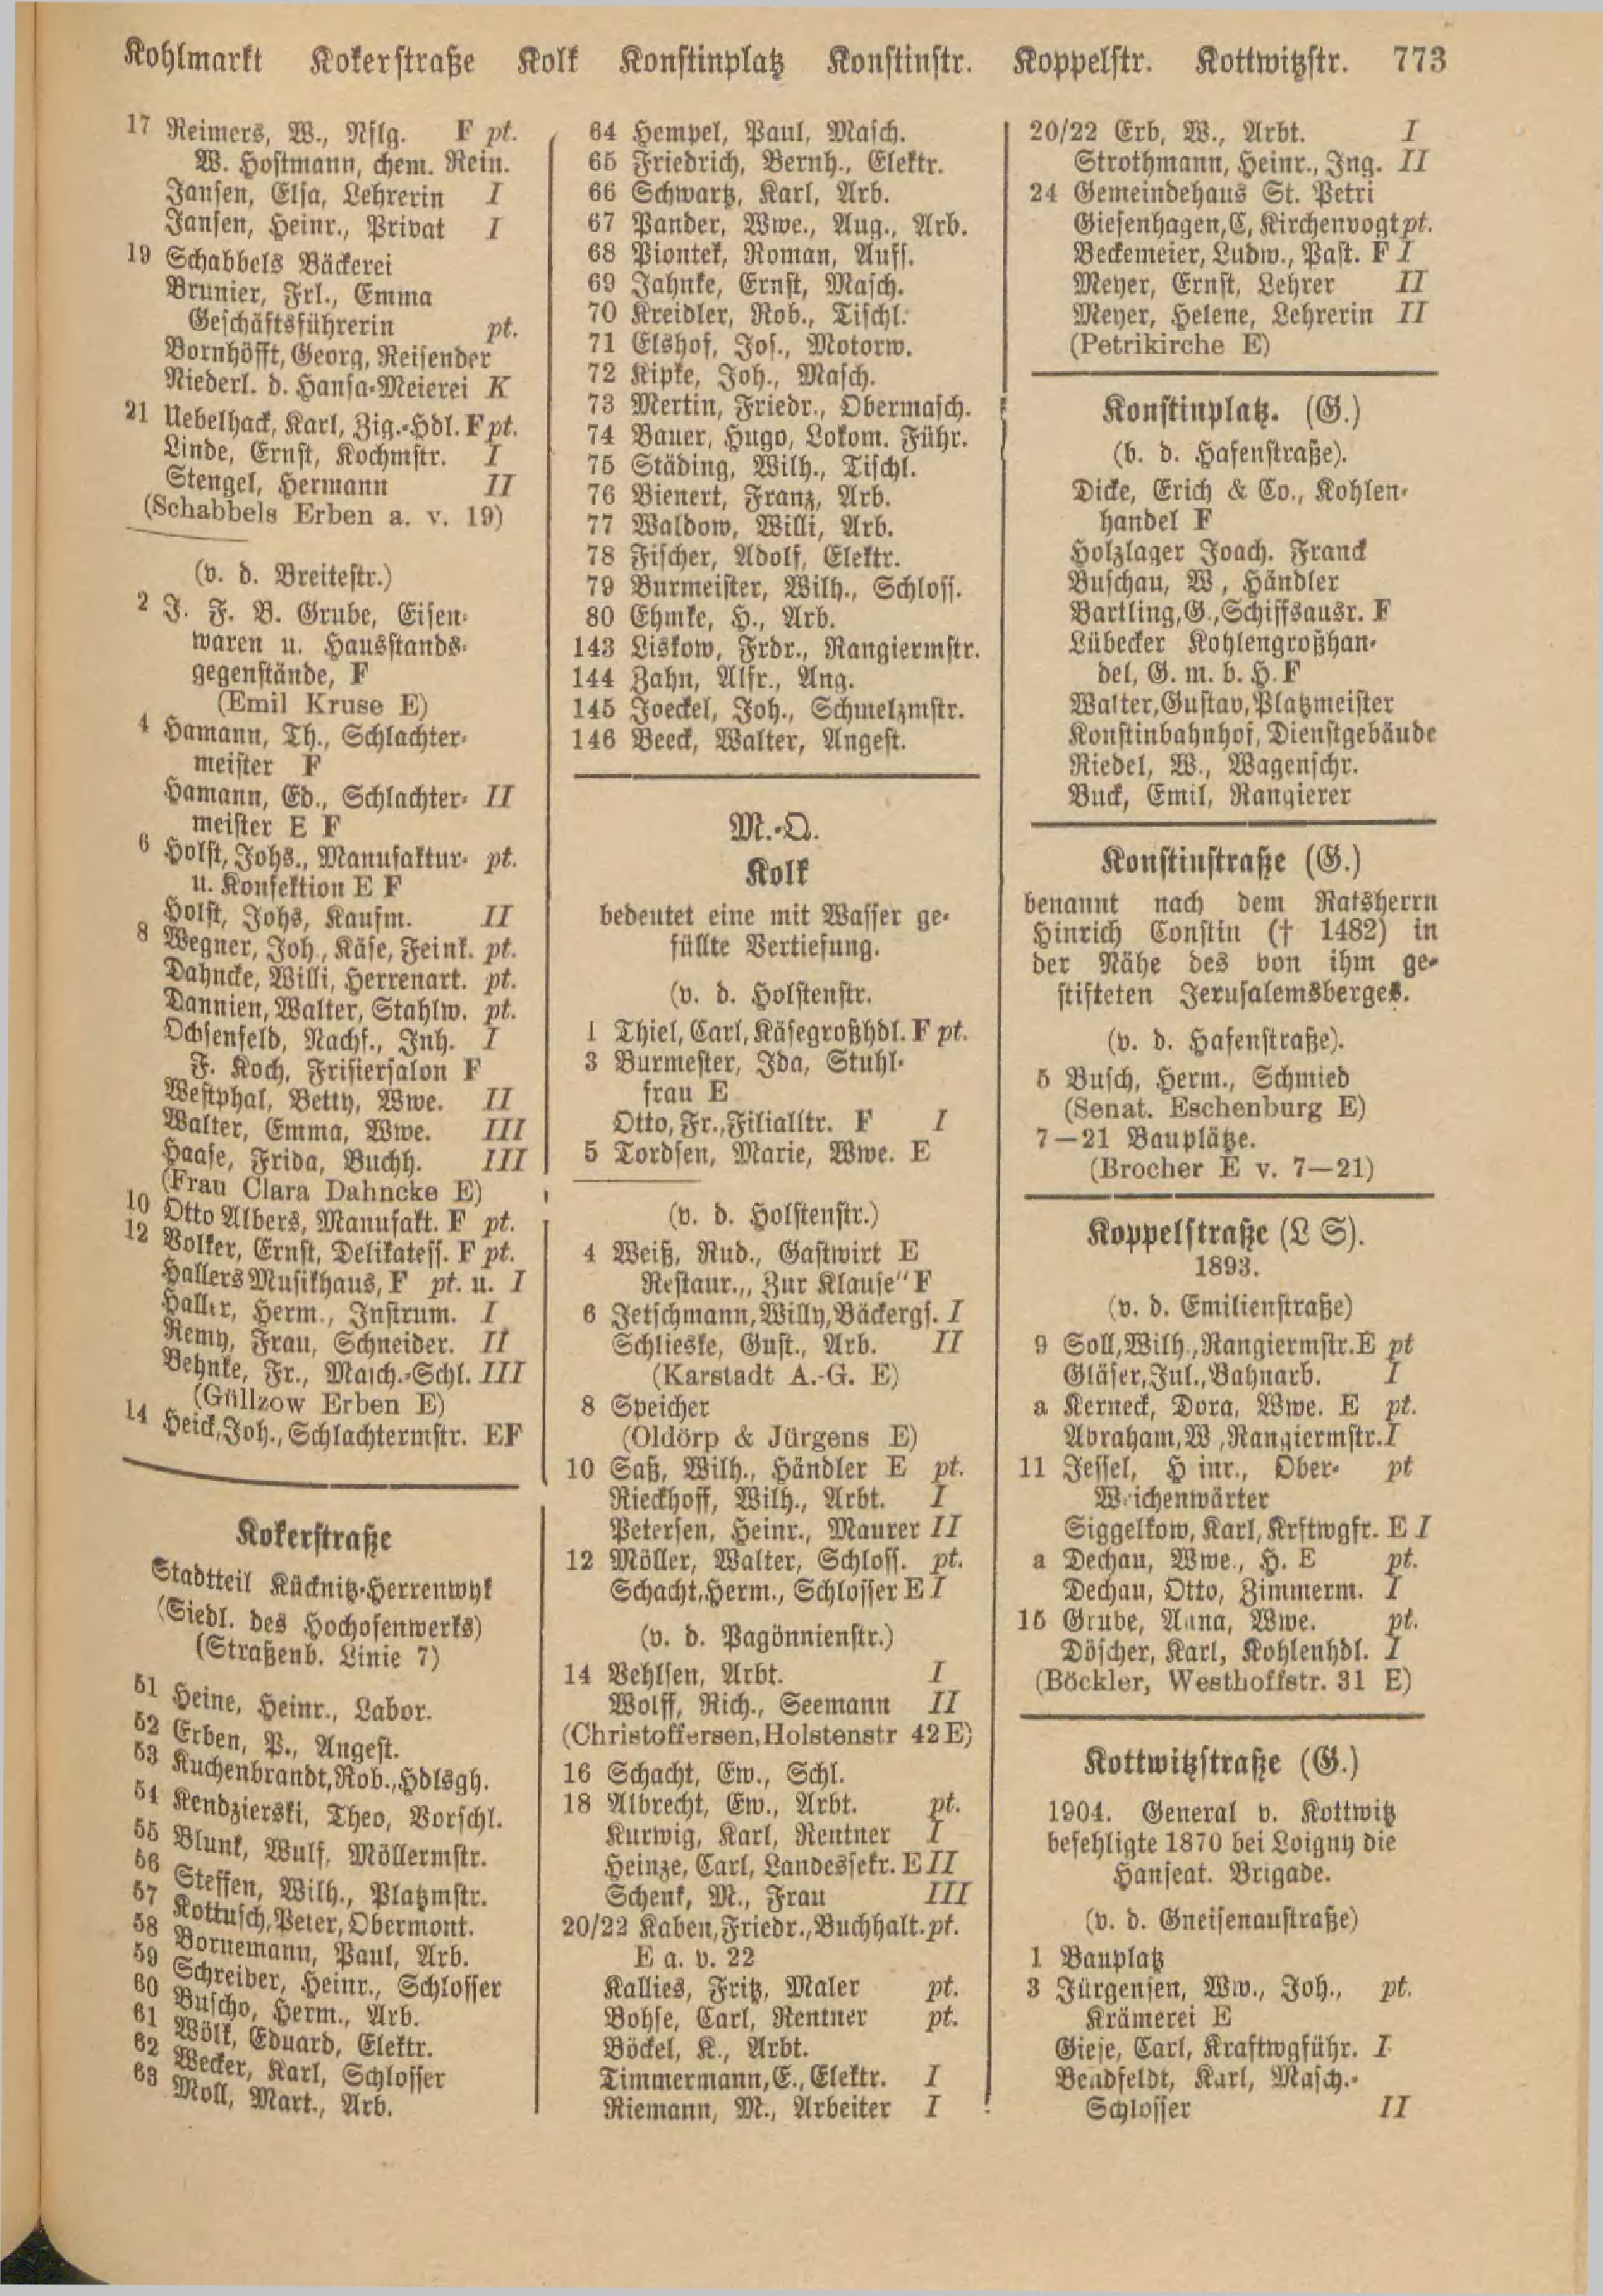 Kohlmarkt Kokerstraße Kolk Konstinplatz Konstinstr. Koppelstr. Kottwitzstr. 773
17 Reimers, W., Nflg. F pt.
W. Hostmann, chem. Rein.
Jansen, Elsa, Lehrerin I
Jansen, Heinr., Privat I
19 Schabbels Bäckerei
Brunier, Frl., Emma
Geschäftsführerin pt.
Bornhöfft, Georg, Reisender
Niederl. d. Hansa-Meierei K
21 Uebelhack, Karl, Zig.-Hdl. F pt.
Linde, Ernst, Kochmstr. I
Stengel, Hermann II
(Schabbels Erben a. v. 19)
(v. d. Breitestr.)
2 J. F. B. Grube, Eisen-
waren u. Hausstands-
gegenstände, F
(Emil Kruse E)
4 Hamann, Th., Schlachter-
meister F
Hamann, Ed., Schlachter- II
meister E F
6 Holst, Johs., Manufaktur- pt.
u. Konfektion E F
Holst, Johs, Kaufm. II
8 Wegner, Joh., Käse, Feink. pt.
Dahncke, Willi, Herrenart. pt.
Dannien, Walter, Stahlw. pt.
Ochsenfeld, Nachf., Inh. I
F. Koch, Frisiersalon F
Westphal, Betty, Wwe. II
Walter, Emma, Wwe. III
Haase, Frida, Buchh. III
(Frau Clara Dahncke E)
10 Otto Albers, Manufakt. F pt.
12 Volker, Ernst, Delikatess. F pt.
Hallers Musikhaus, F pt. u. I
Haller, Herm., Instrum. I
Remy, Frau, Schneider. II
Behnke, Fr., Masch.-Schl. III
(Güllzow Erben E)
14 Heick, Joh., Schlachtermstr. EF
Kokerstraße
Stadtteil Kücknitz-Herrenwyk
(Siedl. des Hochofenwerks)
(Straßenb. Linie 7)
51 Heine, Heinr., Labor.
52 Erben, P., Angest.
53 Kuchenbrandt, Rob., Hdlsgh.
54 Kendzierski, Theo, Vorschl.
55 Blunk, Wulf, Möllermstr.
56 Steffen, Wilh., Platzmstr.
57 Kottusch, Peter, Obermont.
58 Bornemann, Paul, Arb.
59 Schreiber, Heinr., Schlosser
60 Buscho, Herm., Arb.
61 Wölk, Eduard, Elektr.
62 Wecker, Karl, Schlosser
63 Moll, Mart., Arb.
64 Hempel, Paul, Masch.
65 Friedrich, Bernh., Elektr.
66 Schwartz, Karl, Arb.
67 Pander, Wwe., Aug., Arb.
68 Piontek, Roman, Aufs.
69 Jahnke, Ernst, Masch.
70 Kreidler, Rob., Tischl.
71 Elshof, Jos., Motorw.
72 Kipke, Joh., Masch.
73 Mertin, Friedr., Obermasch.
74 Bauer, Hugo, Lokom. Führ.
75 Städing, Wilh., Tischl.
76 Bienert, Franz, Arb.
77 Waldow, Willi, Arb.
78 Fischer, Adolf, Elektr.
79 Burmeister, Wilh., Schloss.
80 Ehmke, H., Arb.
143 Liskow, Frdr., Rangiermstr.
144 Zahn, Alfr., Ang.
145 Joeckel, Joh., Schmelzmstr.
146 Beeck, Walter, Angest.
M.-Q.
Kolk
bedeutet eine mit Wasser ge-
füllte Vertiefung.
(v. d. Holstenstr.
1 Thiel, Carl, Käsegroßhdl. F pt.
3 Burmester, Ida, Stuhl-
frau E
Otto, Fr., Filialltr. F I
5 Tordsen, Marie, Wwe. E
(v. d. Holstenstr.)
4 Weiß, Rud., Gastwirt E
Restaur. „Zur Klause" F
6 Jetschmann, Willy, Bäckergs. I
Schlieske, Gust., Arb. II
(Karstadt A.-G. E)
8 Speicher
(Oldörp & Jürgens E)
10 Saß, Wilh., Händler E pt.
Rieckhoff, Wilh., Arbt. I
Petersen, Heinr., Maurer II
12 Möller, Walter, Schloss. pt.
Schacht, Herm., Schlosser E I
(v. d. Pagönnienstr.)
14 Vehlsen, Arbt. I
Wolff, Rich., Seemann II
(Christoffersen, Holstenstr 42 E)
16 Schacht, Ew., Schl.
18 Albrecht, Ew., Arbt. pt.
Kurwig, Karl, Rentner I
Heinze, Carl, Landessekr. E II
Schenk, M., Frau III
20/22 Kaben, Friedr., Buchhalt. pt.
E a. v. 22
Kallies, Fritz, Maler pt.
Bohse, Carl, Rentner pt.
Böckel, K., Arbt.
Timmermann, E., Elektr. I
Riemann, M., Arbeiter I
20/22 Erb, W., Arbt. I
Strothmann, Heinr., Ing. II
24 Gemeindehaus St. Petri
Giesenhagen, C, Kirchenvogt pt.
Beckemeier, Ludw., Past. F I
Meyer, Ernst, Lehrer II
Meyer, Helene, Lehrerin II
(Petrikirche E)
Konstinplatz. (G.)
(b. d. Hafenstraße).
Dicke, Erich & Co., Kohlen-
handel F
Holzlager Joach. Franck
Buschau, W, Händler
Bartling, G., Schiffsausr. F
Lübecker Kohlengroßhan-
del, G. m. b. H. F
Walter, Gustav, Platzmeister
Konstinbahnhof, Dienstgebäude
Riedel, W., Wagenschr.
Buck, Emil, Rangierer
Konstinstraße (G.)
benannt nach dem Ratsherrn
Hinrich Constin († 1482) in
der Nähe des von ihm ge-
stifteten Jerusalemsberges.
(v. d. Hafenstraße).
5 Busch, Herm., Schmied
(Senat. Eschenburg E)
7—21 Bauplätze.
(Brocher E v. 7—21)
Koppelstraße (L S).
1893.
(v. d. Emilienstraße)
9 Soll, Wilh., Rangiermstr. E pt
Gläser, Jul., Bahnarb. I
a Kerneck, Dora, Wwe. E pt.
Abraham, W, Rangiermstr. I
11 Jessel, H inr., Ober- pt
Weichenwärter
Siggelkow, Karl, Krftwgfr. E I
a Dechau, Wwe., H. E pt.
Dechau, Otto, Zimmerm. I
15 Grube, Anna, Wwe. pt.
Döscher, Karl, Kohlenhdl. I
(Böckler, Westhoffstr. 31 E)
Kottwitzstraße (G.)
1904. General v. Kottwitz
befehligte 1870 bei Loigny die
Hanseat. Brigade.
(v. d. Gneisenaustraße)
1 Bauplatz
3 Jürgensen, Ww., Joh., pt.
Krämerei E
Gieje, Carl, Kraftwgführ. I
Bendfeldt, Karl, Masch.-
Schlosser II